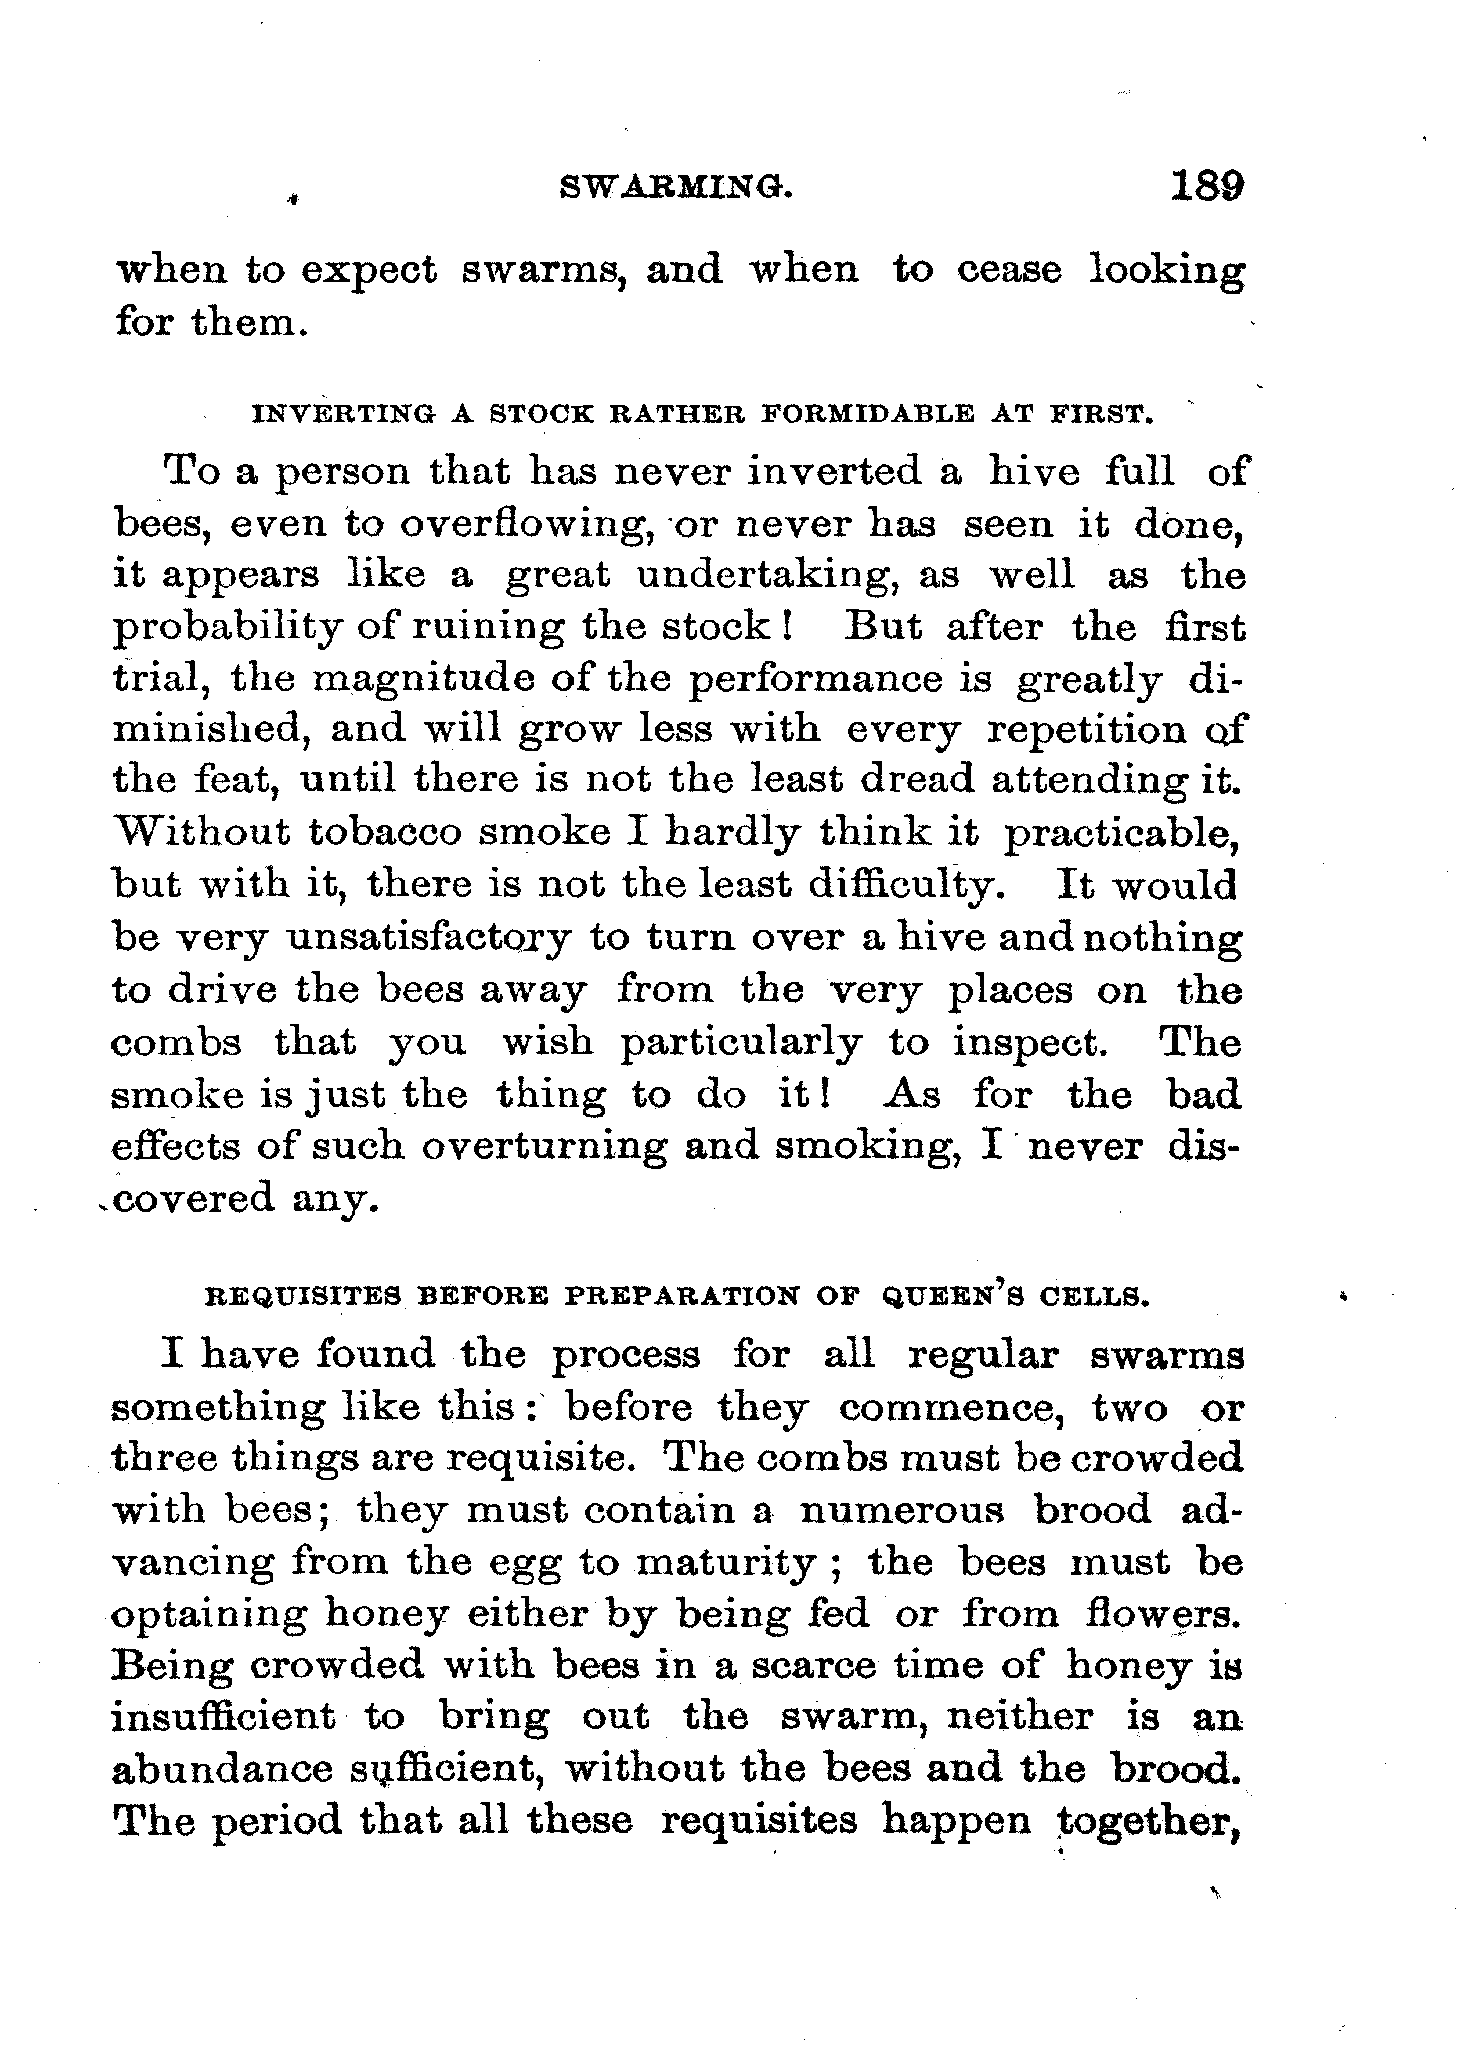 SWARMING. 189
when to expect swarms, and when to cease looking
for them.
INVERTING A STOCK RATHER FORMIDABLE AT FIRST.
To a person that has never inverted a hive full of
bees, even to overflowing, or never has seen it done,
it appears like a great undertaking, as well as the
probability of ruining the stock! But after the first
trial, the magnitude of the performance is greatly di-
minished, and will grow less with every repetition of
the feat, until there is not the least dread attending it.
Without tobacco smoke I hardly think it practicable,
but with it, there is not the least difficulty. It would
be very unsatisfactory to turn over a hive and nothing
to drive the bees away from the very places on the
combs that you wish particularly to inspect. The
smoke is just the thing to do it! As for the bad
effects of such overturning and smoking, I never dis-
covered any.
REQUISITES BEFORE PREPARATION OF QUEEN'S CELLS.
I have found the process for all regular swarms
something like this: before they commence, two or
three things are requisite. The combs must be crowded
with bees; they must contain a numerous brood ad-
vancing from the egg to maturity; the bees must be
optaining honey either by being fed or from flowers.
Being crowded with bees in a scarce time of honey is
insufficient to bring out the swarm, neither is an
abundance sufficient, without the bees and the brood.
The period that all these requisites happen together,